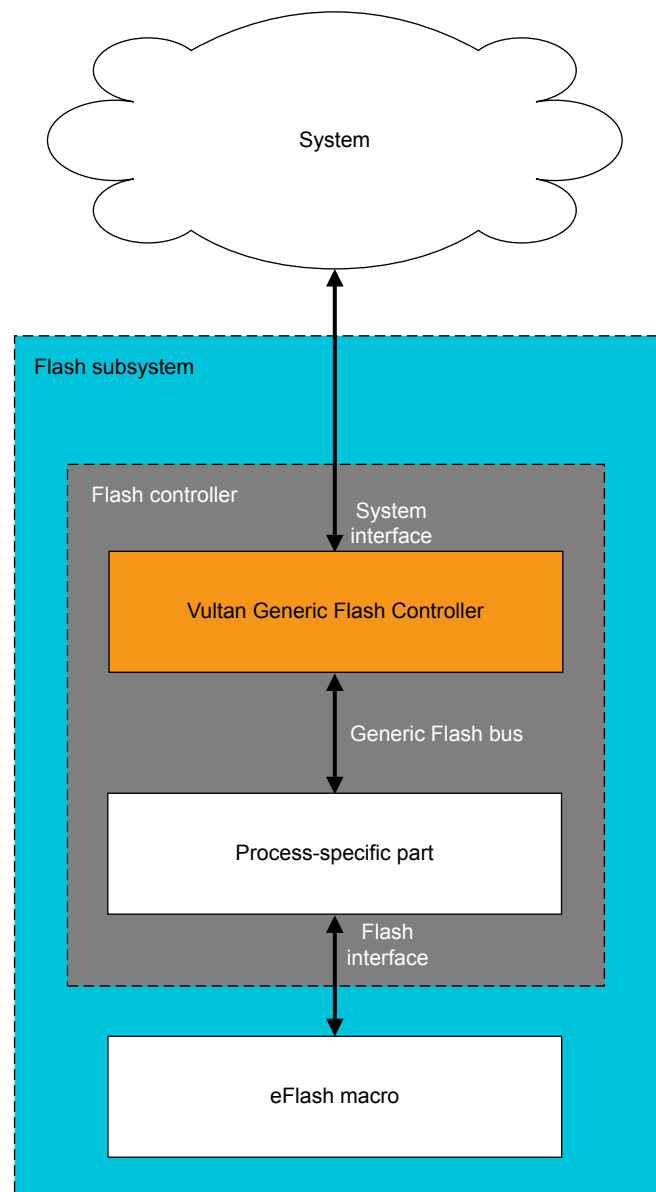 System
Flash subsystem
Flash controller
System
interface
Vultan Generic Flash Controller
Generic Flash bus
Process-specific part
Flash
interface
eFlash macro